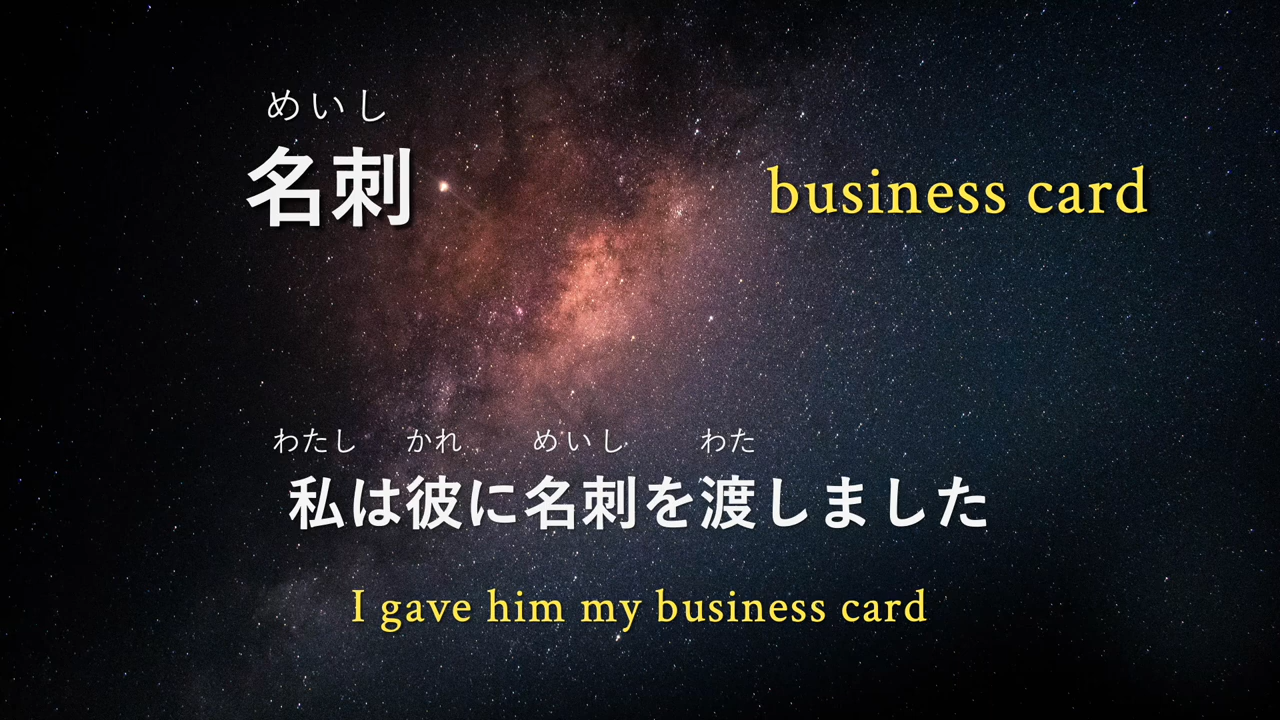 めいし
名刺
business card
わたし かれ めいし わた
私は彼に名刺を渡しました
I gave him my business card